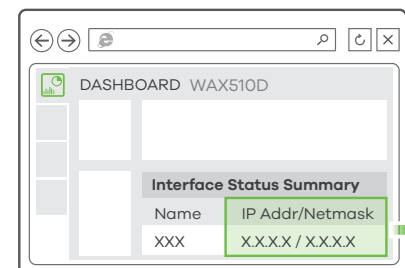 DASHBOARD WAX510D
Interface Status Summary
Name IP Addr/Netmask
XXX X.X.X.X / X.X.X.X